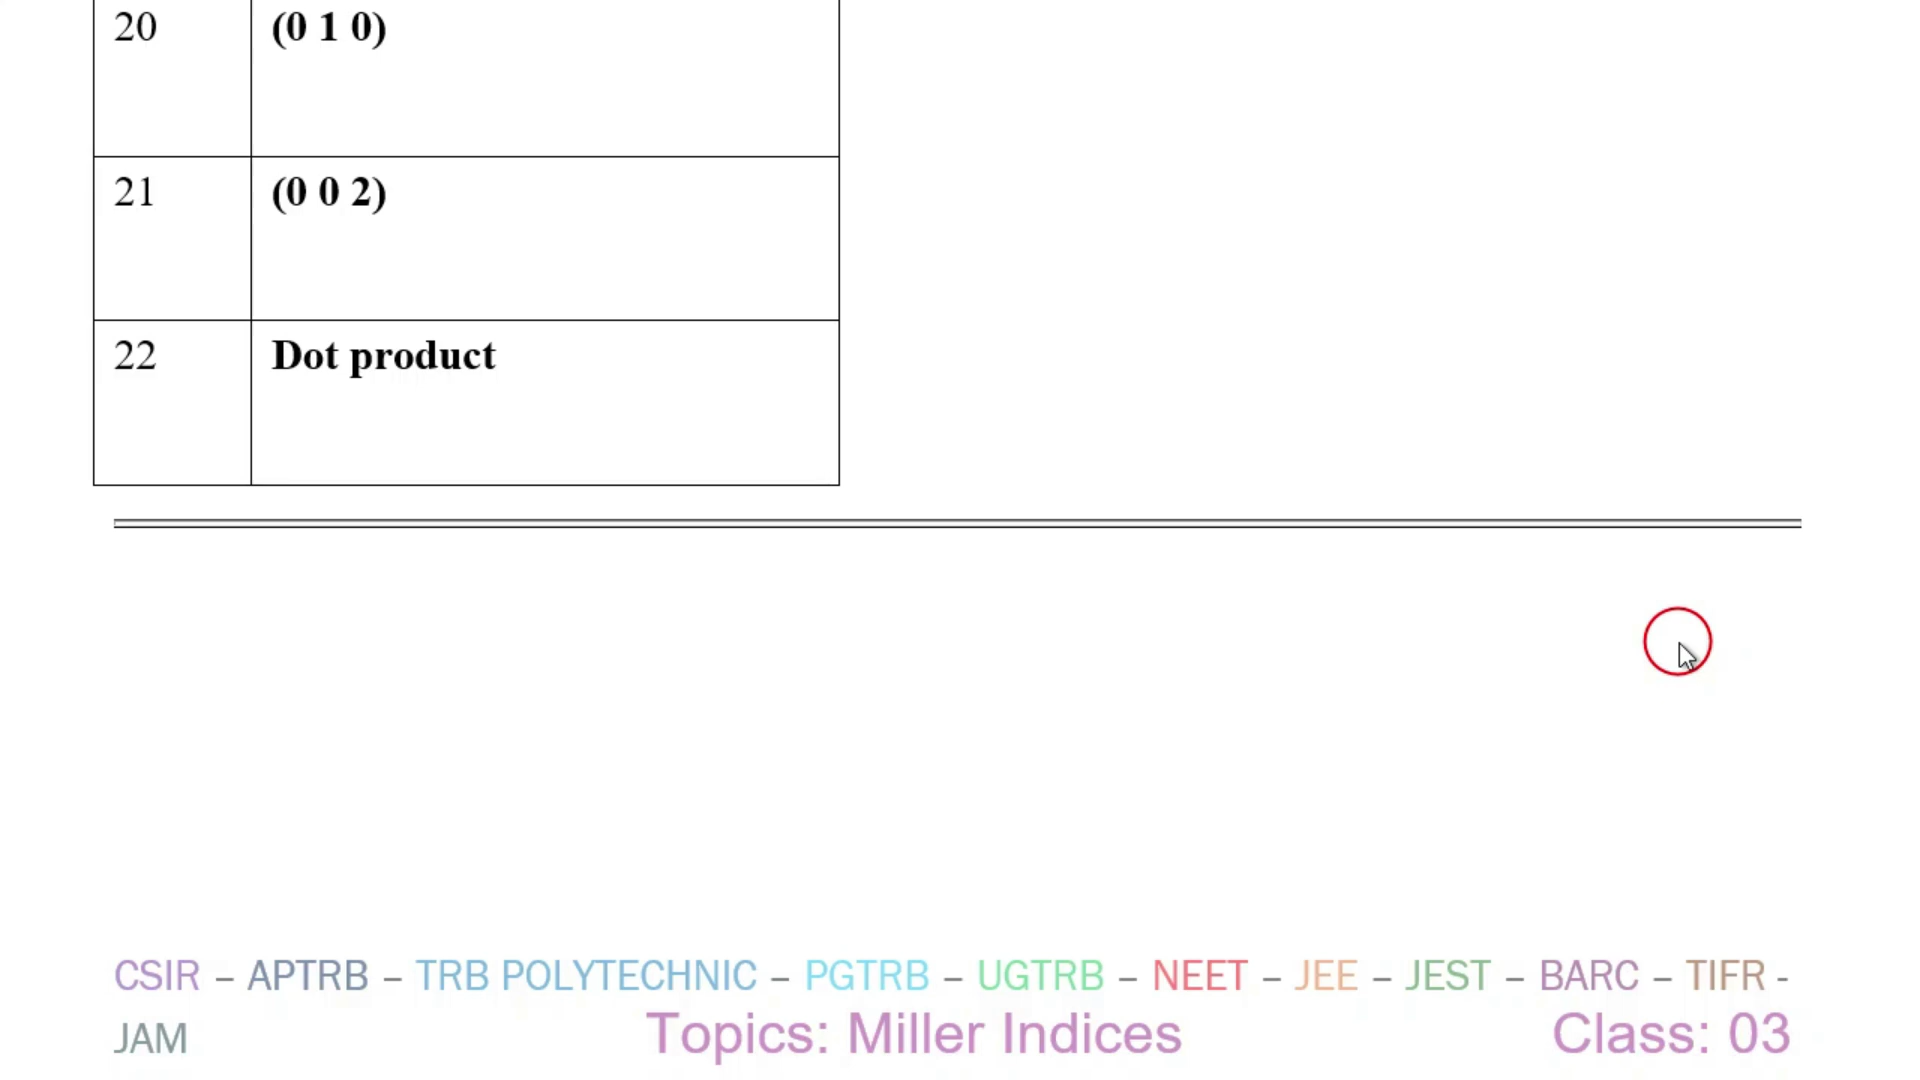 20 (0 1 0)
21 (0 0 2)
22 Dot product
CSIR – APTRB – TRB POLYTECHNIC – PGTRB – UGTRB – NEET – JEE – JEST – BARC – TIFR -
JAM Topics: Miller Indices Class: 03